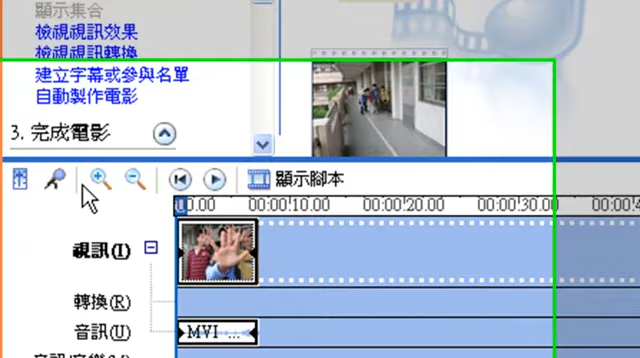 顯示集合
檢視視訊效果
檢視視訊轉換
建立字幕或參與名單
自動製作電影
3. 完成電影
顯示腳本
0.00 00:00:10.00 00:00:20.00 00:00:30.00 00:00:4
視訊(I)
轉換(R)
音訊(U)
MVI ...